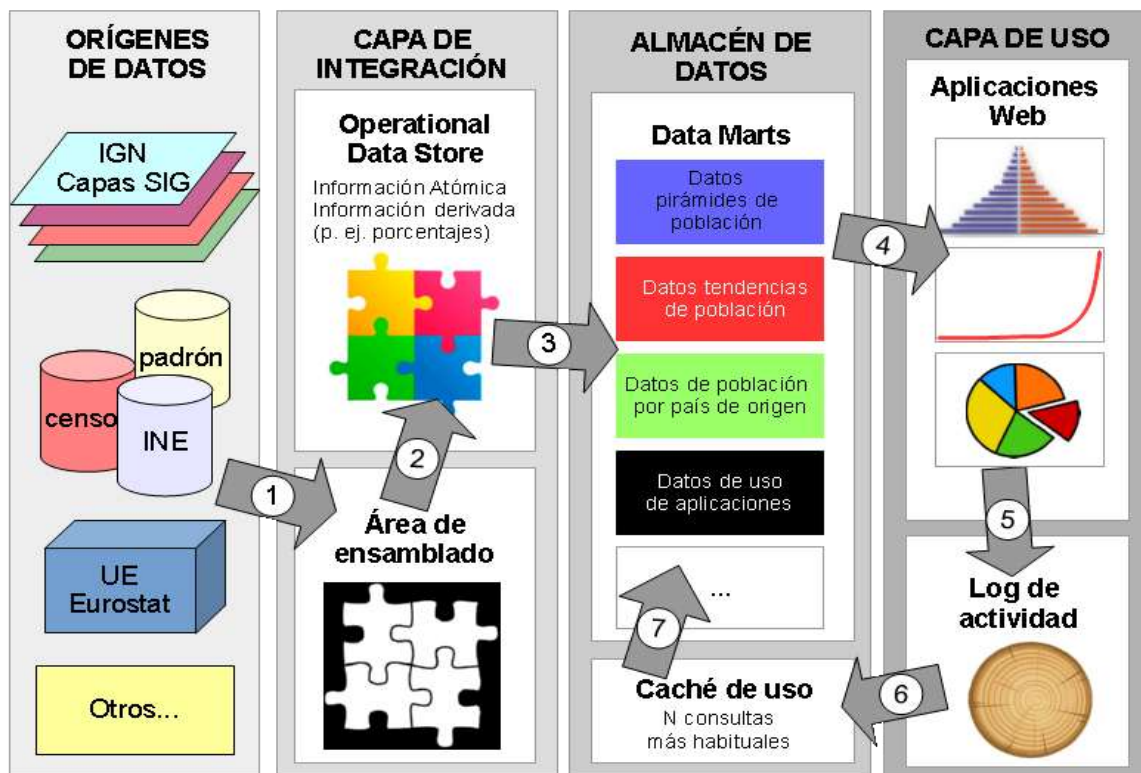 ORÍGENES
DE DATOS
IGN
Capas SIG
padrón
censo
INE
UE
Eurostat
Otros...
1
CAPA DE
INTEGRACIÓN
Operational
Data Store
Información Atómica
Información derivada
(p. ej. porcentajes)
2
Área de
ensamblado
3
ALMACÉN DE
DATOS
Data Marts
Datos
pirámides de
población
Datos tendencias
de población
Datos de población
por país de origen
Datos de uso
de aplicaciones
...
7
Caché de uso
N consultas
más habituales
4
CAPA DE USO
Aplicaciones
Web
5
Log de
actividad
6